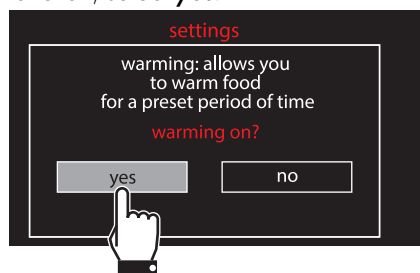 settings
warming: allows you
to warm food
for a preset period of time
warming on?
yes
no